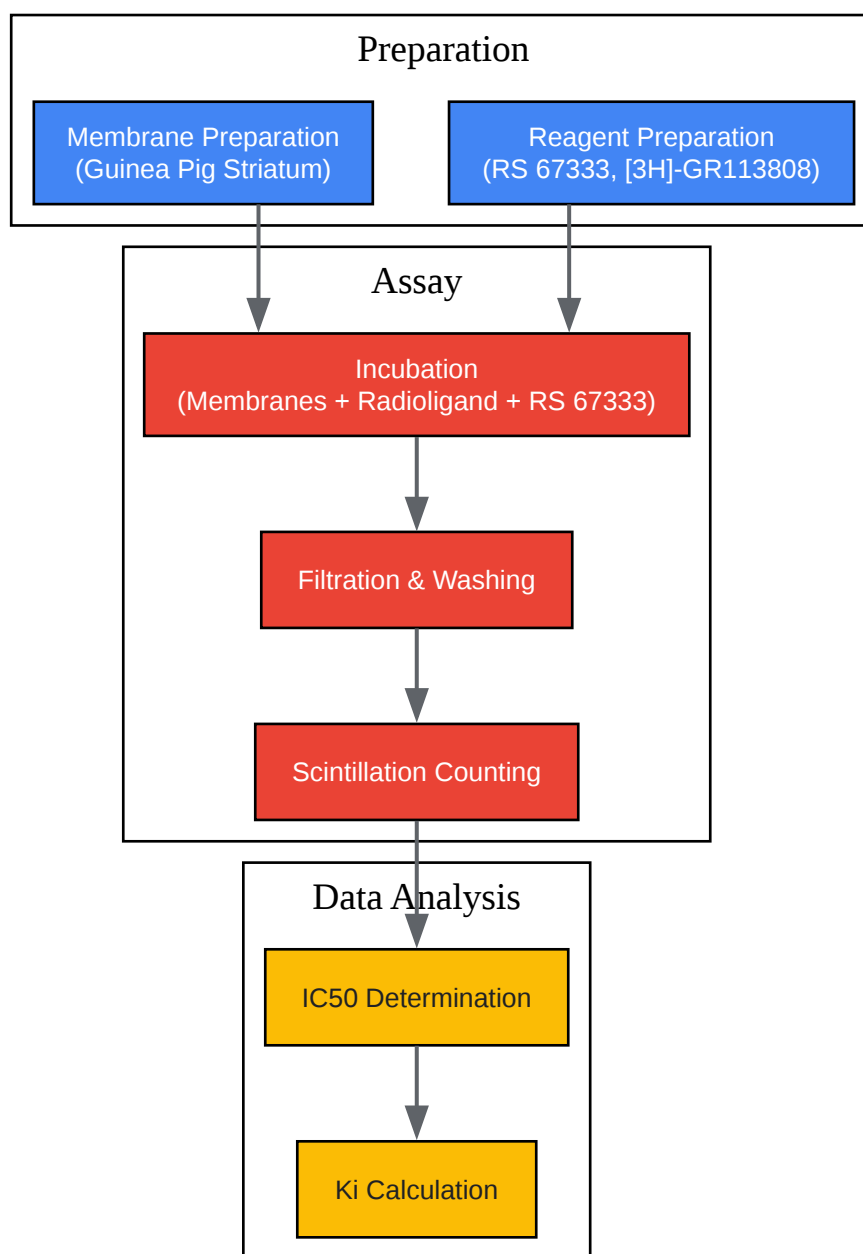 Preparation
Membrane Preparation
(Guinea Pig Striatum)
Reagent Preparation
(RS 67333, [3H]-GR113808)
Assay
Incubation
(Membranes + Radioligand + RS 67333)
Filtration & Washing
Scintillation Counting
Data Analysis
IC50 Determination
Ki Calculation